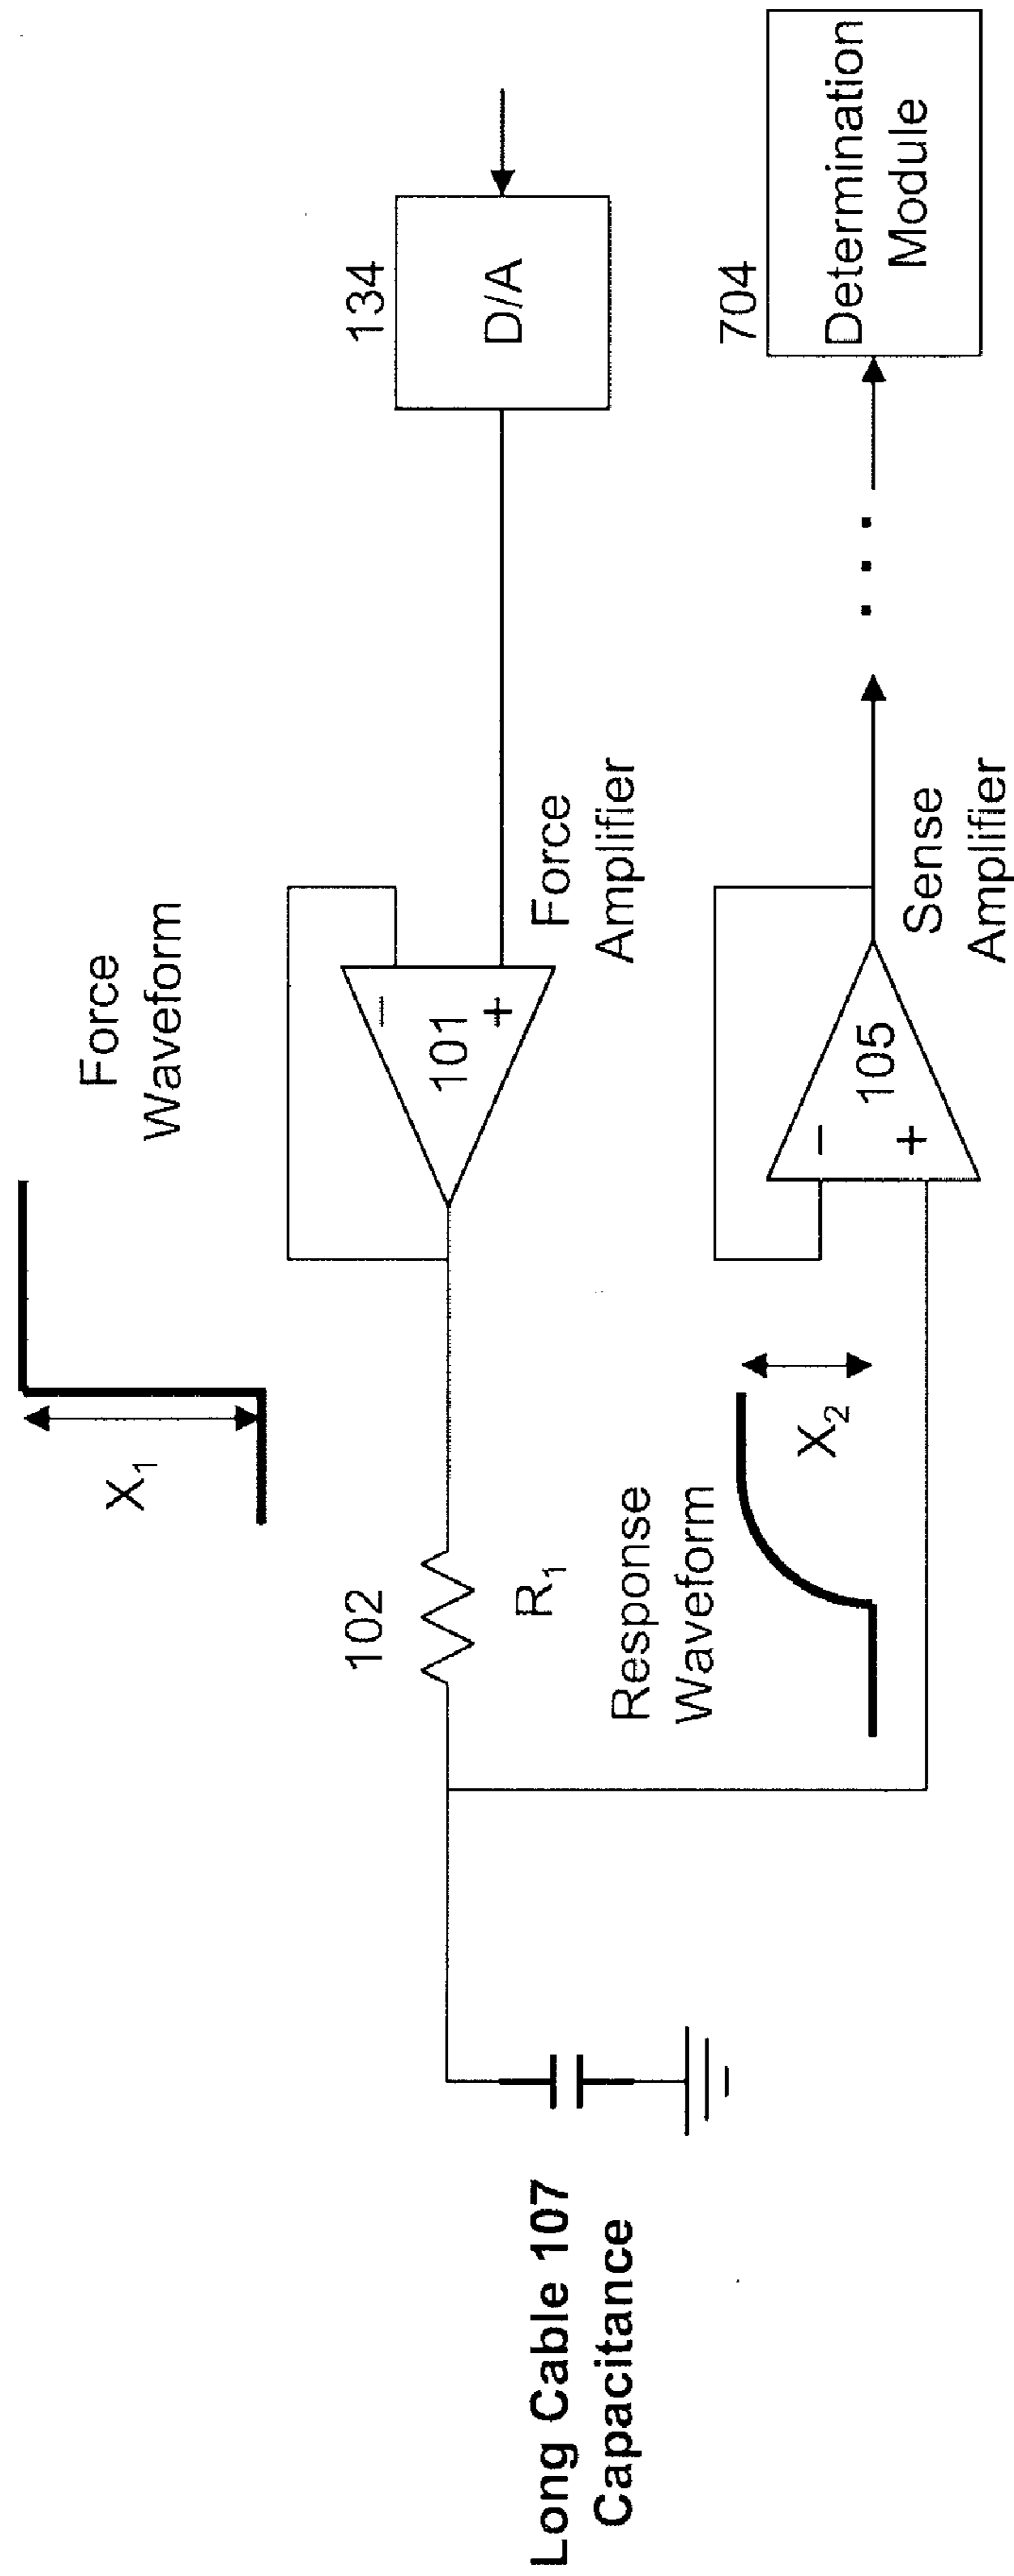 Force
Waveform
X1
134
D/A
102
R1
101
−
+
Force
Amplifier
Long Cable 107
Capacitance
Response
Waveform
X2
704
Determination
Module
−
+
105
Sense
Amplifier